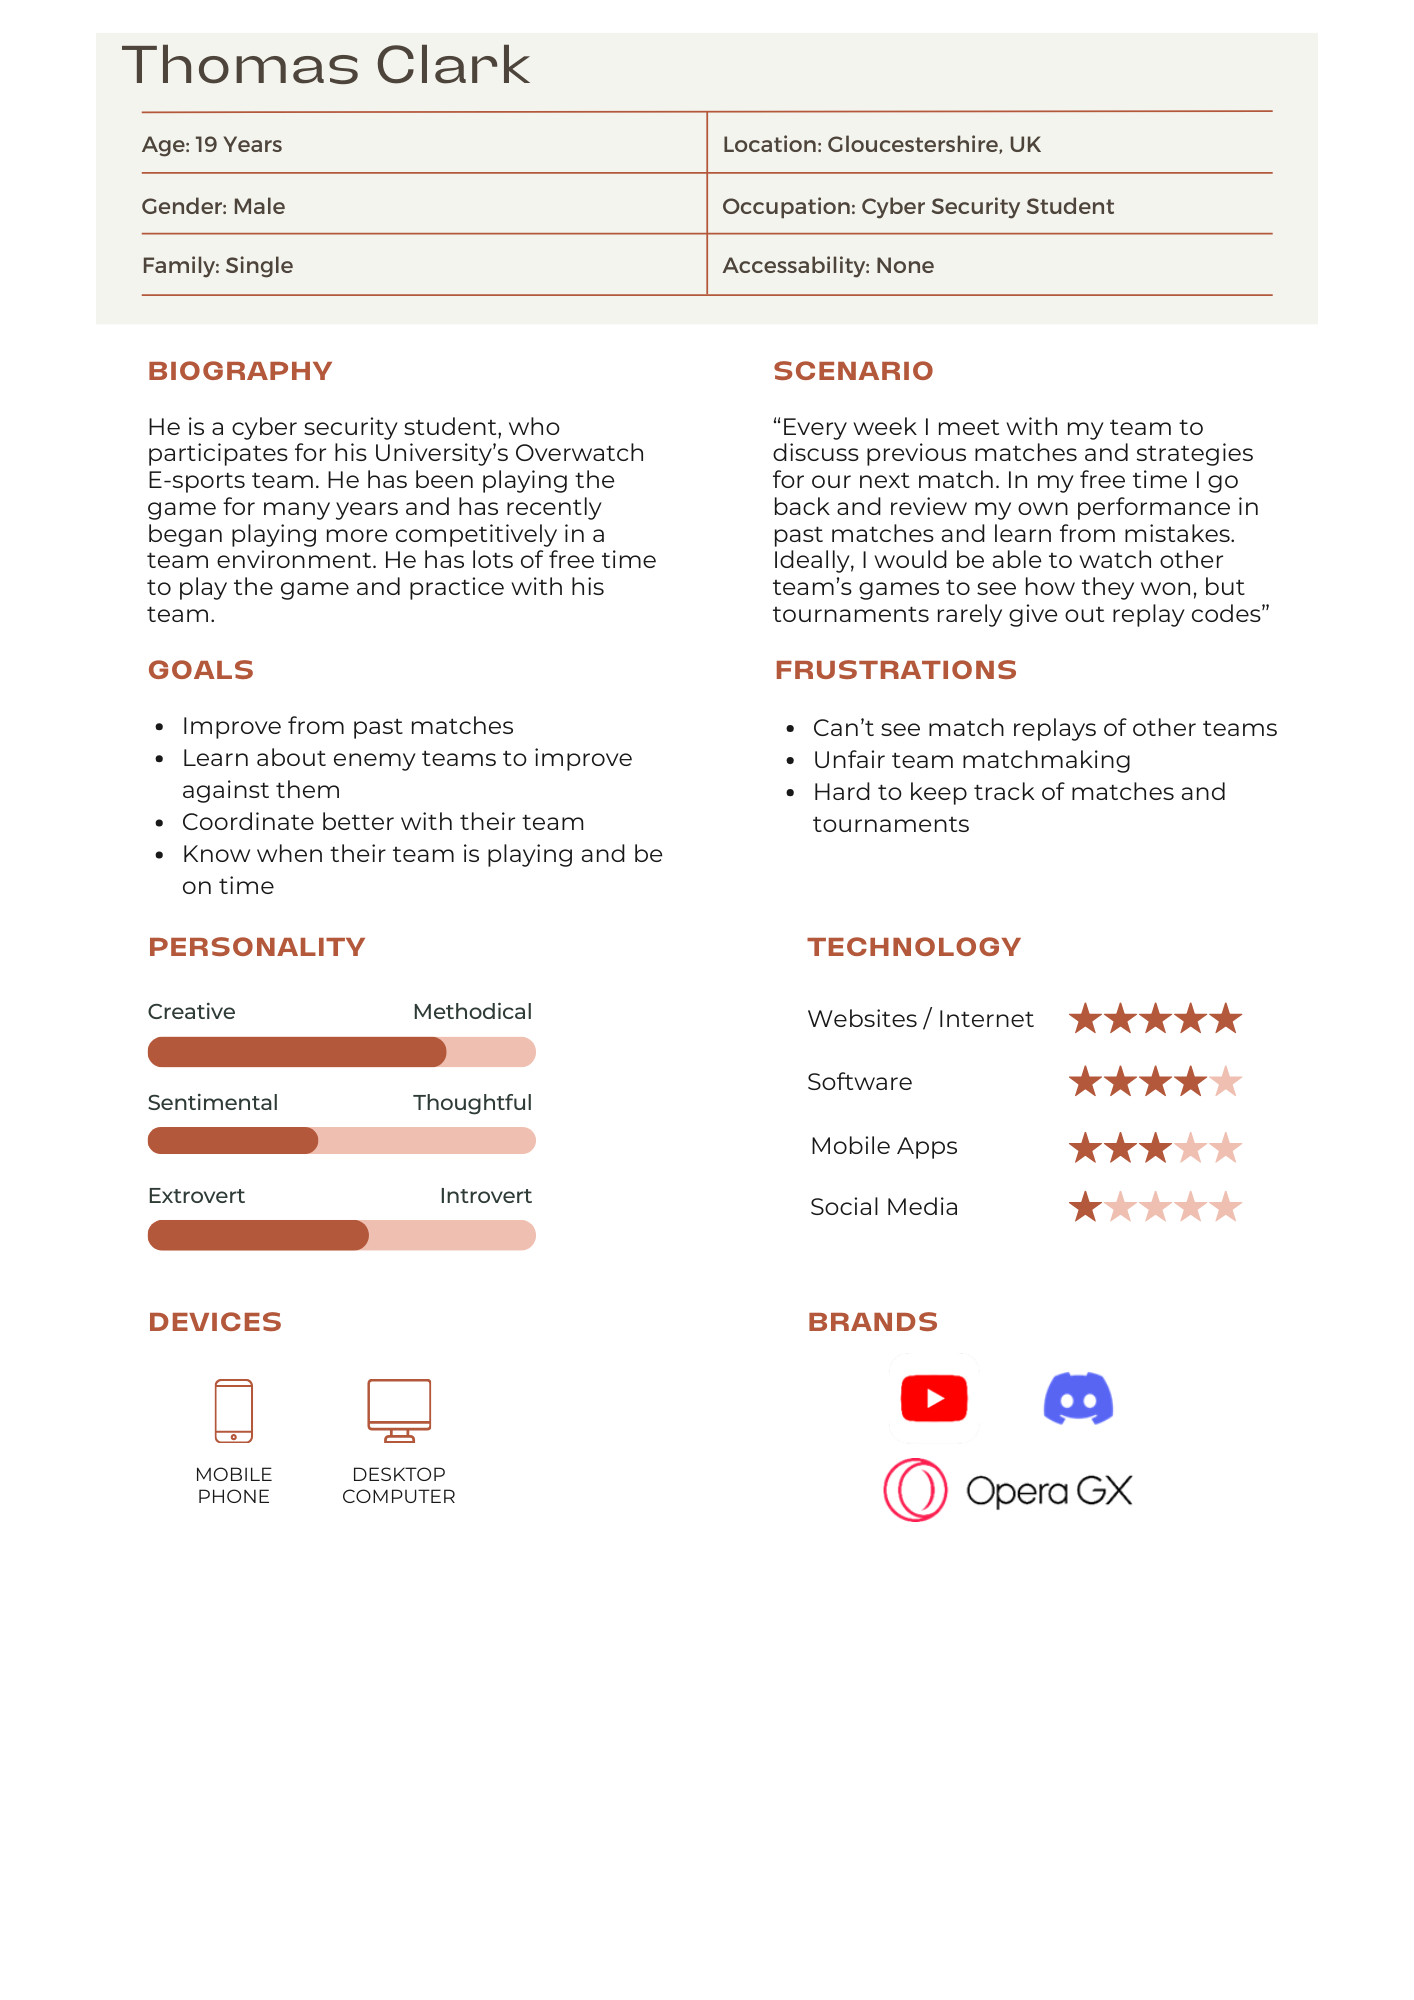 Thomas Clark
Age: 19 Years
Location: Gloucestershire, UK
Gender: Male
Occupation: Cyber Security Student
Family: Single
Accessability: None
BIOGRAPHY
He is a cyber security student, who
participates for his University’s Overwatch
E-sports team. He has been playing the
game for many years and has recently
began playing more competitively in a
team environment. He has lots of free time
to play the game and practice with his
team.
SCENARIO
“Every week I meet with my team to
discuss previous matches and strategies
for our next match. In my free time I go
back and review my own performance in
past matches and learn from mistakes.
Ideally, I would be able to watch other
team’s games to see how they won, but
tournaments rarely give out replay codes”
GOALS
• Improve from past matches
• Learn about enemy teams to improve
against them
• Coordinate better with their team
• Know when their team is playing and be
on time
FRUSTRATIONS
• Can’t see match replays of other teams
• Unfair team matchmaking
• Hard to keep track of matches and
tournaments
PERSONALITY
Creative Methodical
Sentimental Thoughtful
Extrovert Introvert
TECHNOLOGY
Websites / Internet
Software
Mobile Apps
Social Media
DEVICES
MOBILE
PHONE
DESKTOP
COMPUTER
BRANDS
Opera GX